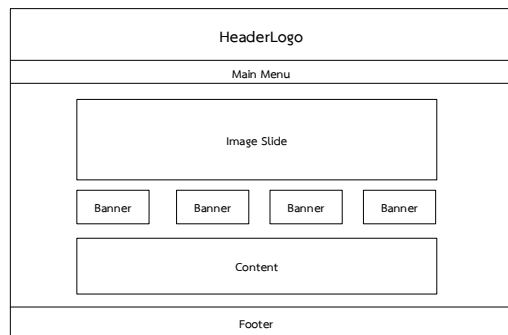 HeaderLogo
Main Menu
Image Slide
Banner Banner Banner Banner
Content
Footer